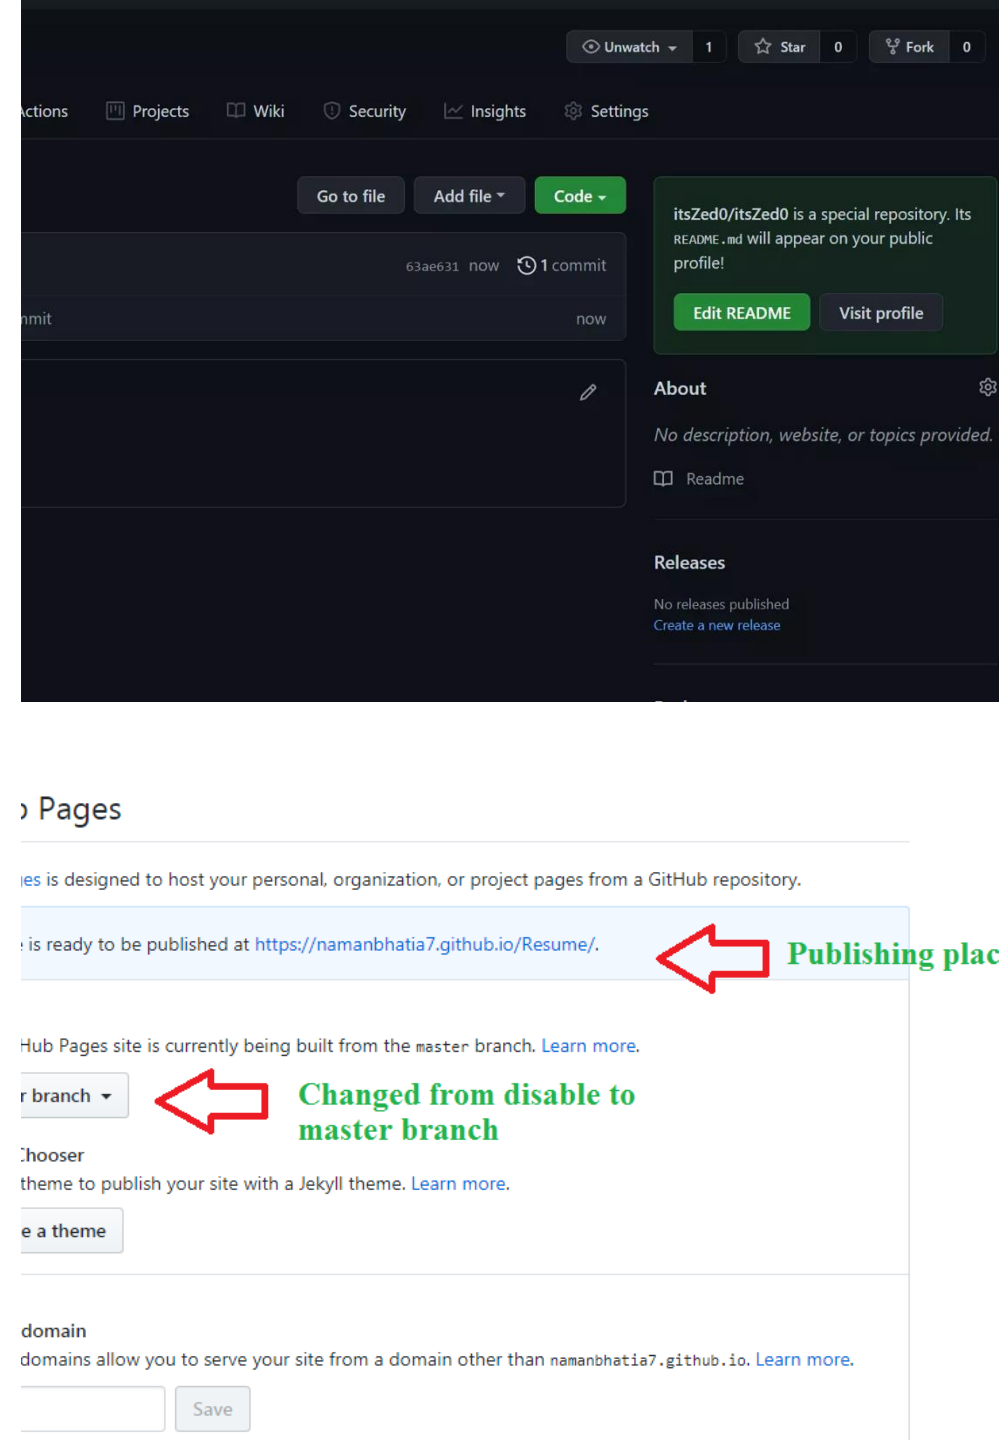 Unwatch 1 Star 0 Fork 0
Actions Projects Wiki Security Insights Settings
Go to file Add file Code
63ae631 now 1 commit
now
itsZed0/itsZed0 is a special repository. Its
README.md will appear on your public
profile!
Edit README Visit profile
About
No description, website, or topics provided.
Readme
Releases
No releases published
Create a new release
Pages
is designed to host your personal, organization, or project pages from a GitHub repository.
is ready to be published at https://namanbhatia7.github.io/Resume/.
Publishing plac
Hub Pages site is currently being built from the master branch. Learn more.
r branch
Changed from disable to
master branch
Chooser
theme to publish your site with a Jekyll theme. Learn more.
e a theme
domain
domains allow you to serve your site from a domain other than namanbhatia7.github.io. Learn more.
Save